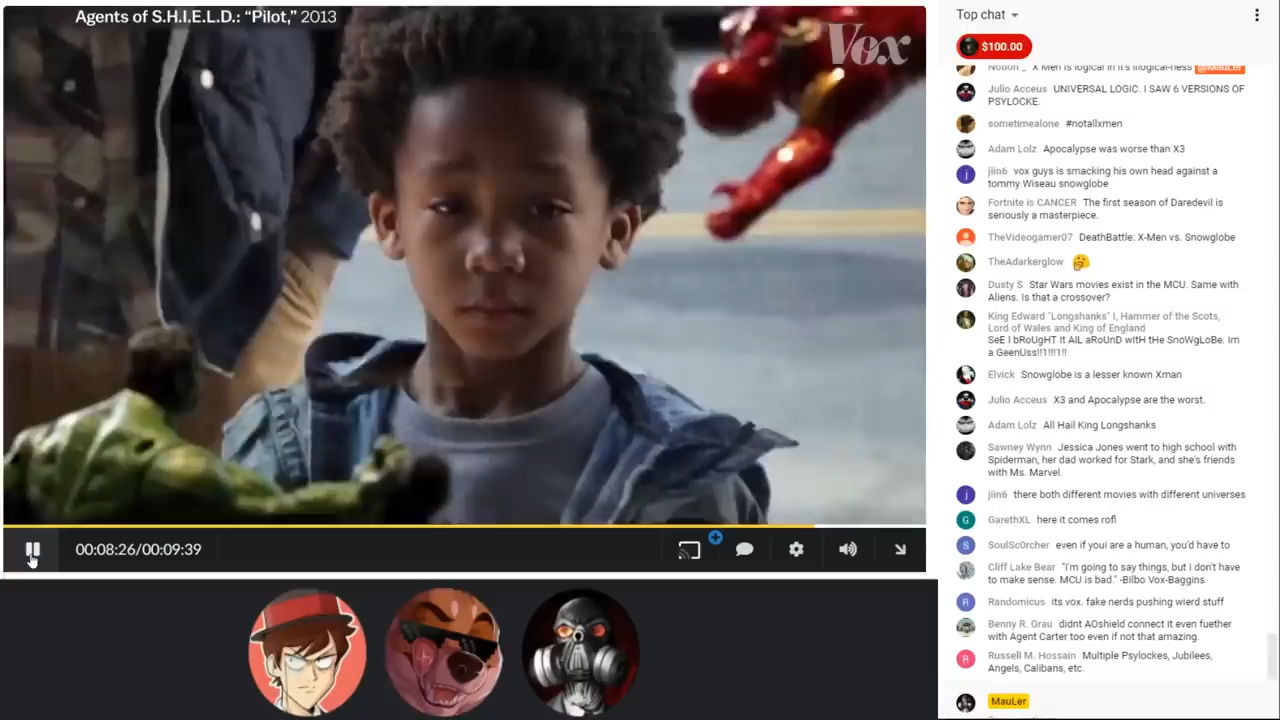 Agents of S.H.I.E.L.D.: “Pilot,” 2013
Vox
00:08:26/00:09:39
Top chat
$100.00
Notion _ X Men is logical in it's illogical-ness @MauLer
Julio Acceus UNIVERSAL LOGIC. I SAW 6 VERSIONS OF
PSYLOCKE.
sometimealone #notallxmen
Adam Lolz Apocalypse was worse than X3
jiin6 vox guys is smacking his own head against a
tommy Wiseau snowglobe
Fortnite is CANCER The first season of Daredevil is
seriously a masterpiece.
TheVideogamer07 DeathBattle: X-Men vs. Snowglobe
TheAdarkerglow
Dusty S Star Wars movies exist in the MCU. Same with
Aliens. Is that a crossover?
King Edward "Longshanks" I, Hammer of the Scots,
Lord of Wales and King of England
SeE I bRoUgHT It AlL aRoUnD wItH tHe SnoWgLoBe. Im
a GeenUss!!1!!!1!!
Elvick Snowglobe is a lesser known Xman
Julio Acceus X3 and Apocalypse are the worst.
Adam Lolz All Hail King Longshanks
Sawney Wynn Jessica Jones went to high school with
Spiderman, her dad worked for Stark, and she's friends
with Ms. Marvel.
jiin6 there both different movies with different universes
GarethXL here it comes rofl
SoulSc0rcher even if youi are a human, you'd have to
Cliff Lake Bear "I'm going to say things, but I don't have
to make sense. MCU is bad." -Bilbo Vox-Baggins
Randomicus its vox. fake nerds pushing wierd stuff
Benny R. Grau didnt AOshield connect it even fuether
with Agent Carter too even if not that amazing.
Russell M. Hossain Multiple Psylockes, Jubilees,
Angels, Calibans, etc.
MauLer